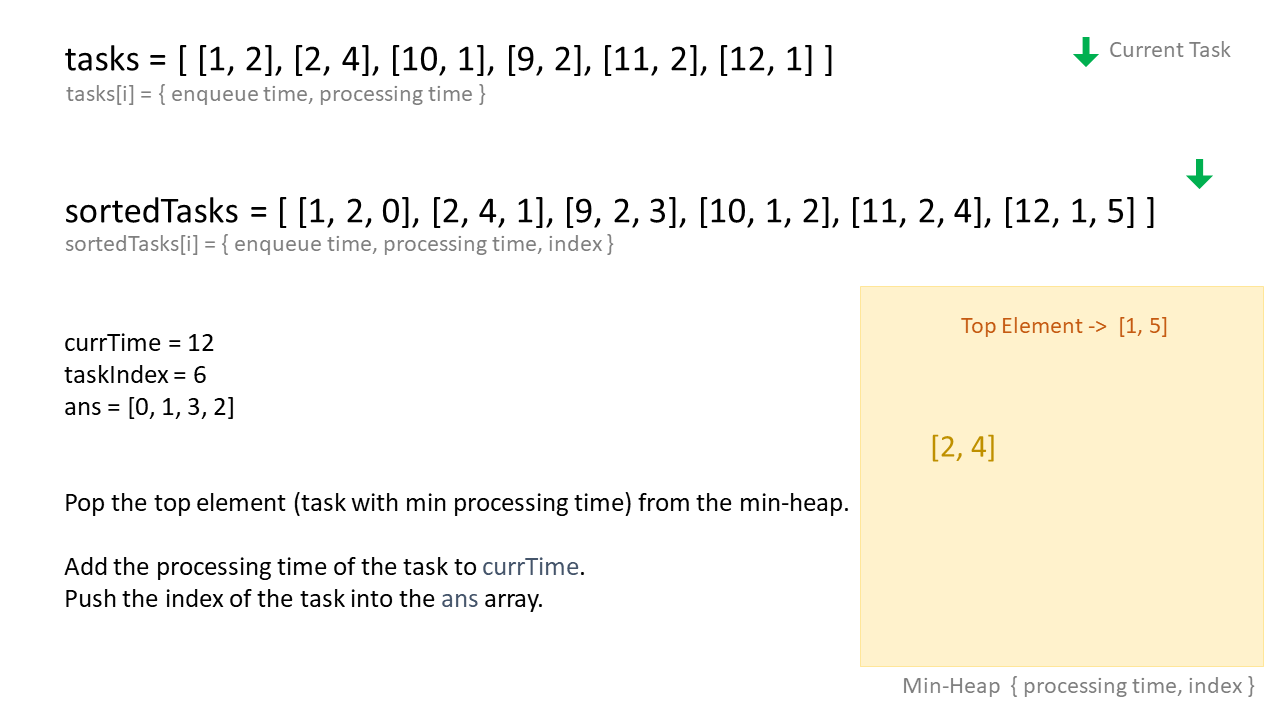 tasks = [ [1, 2], [2, 4], [10, 1], [9, 2], [11, 2], [12, 1] ]
Current Task
tasks[i] = { enqueue time, processing time }
sortedTasks = [ [1, 2, 0], [2, 4, 1], [9, 2, 3], [10, 1, 2], [11, 2, 4], [12, 1, 5] ]
sortedTasks[i] = { enqueue time, processing time, index }
currTime = 12
taskIndex = 6
ans = [0, 1, 3, 2]
Pop the top element (task with min processing time) from the min-heap.
Add the processing time of the task to currTime.
Push the index of the task into the ans array.
Top Element -> [1, 5]
[2, 4]
Min-Heap { processing time, index }